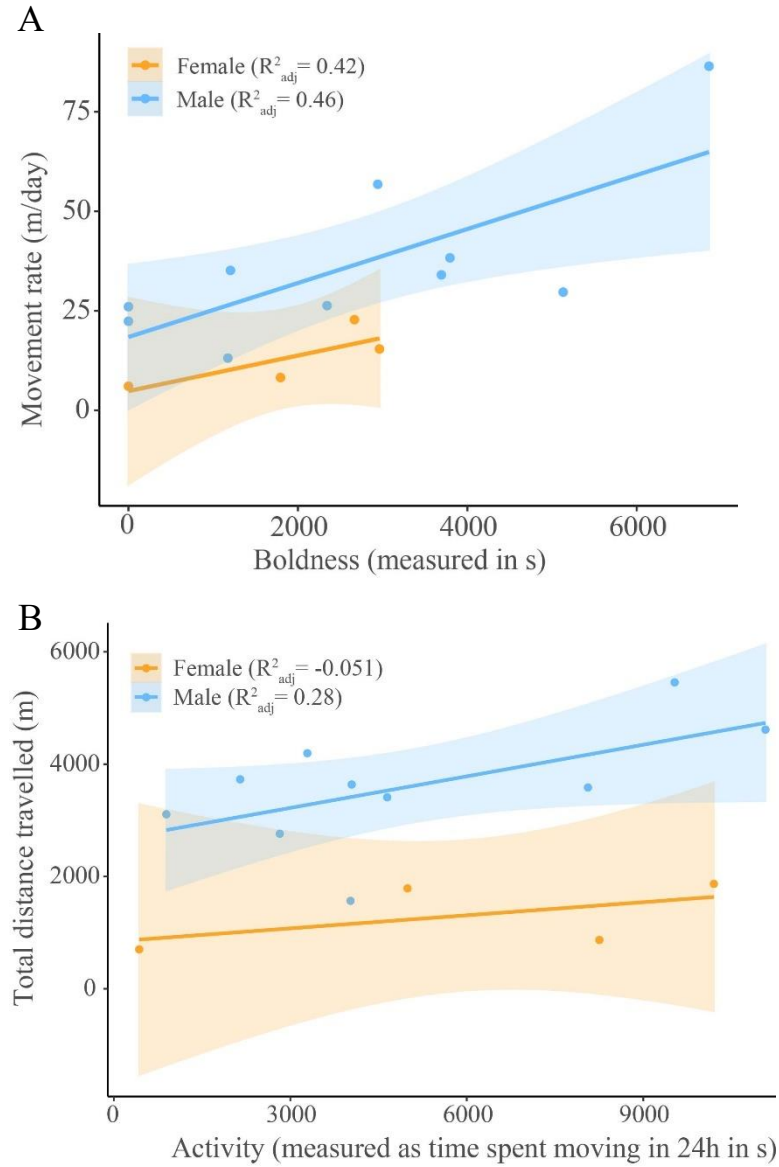 A
Female (R²adj= 0.42)
Male (R²adj= 0.46)
75
50
25
0
Movement rate (m/day)
0 2000 4000 6000
Boldness (measured in s)
B
Female (R²adj= -0.051)
Male (R²adj= 0.28)
6000
4000
2000
0
Total distance travelled (m)
0 3000 6000 9000
Activity (measured as time spent moving in 24h in s)